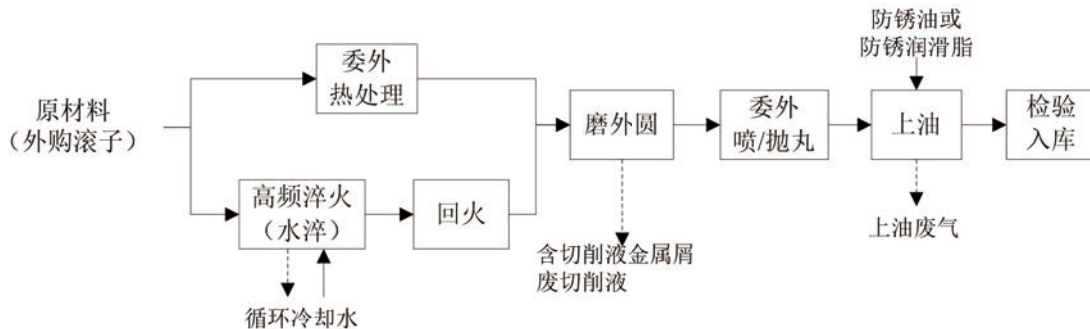 防锈油或
防锈润滑脂
委外
热处理
原材料
（外购滚子）
磨外圆
委外
喷/抛丸
上油
检验
入库
高频淬火
（水淬）
回火
上油废气
含切削液金属屑
废切削液
循环冷却水